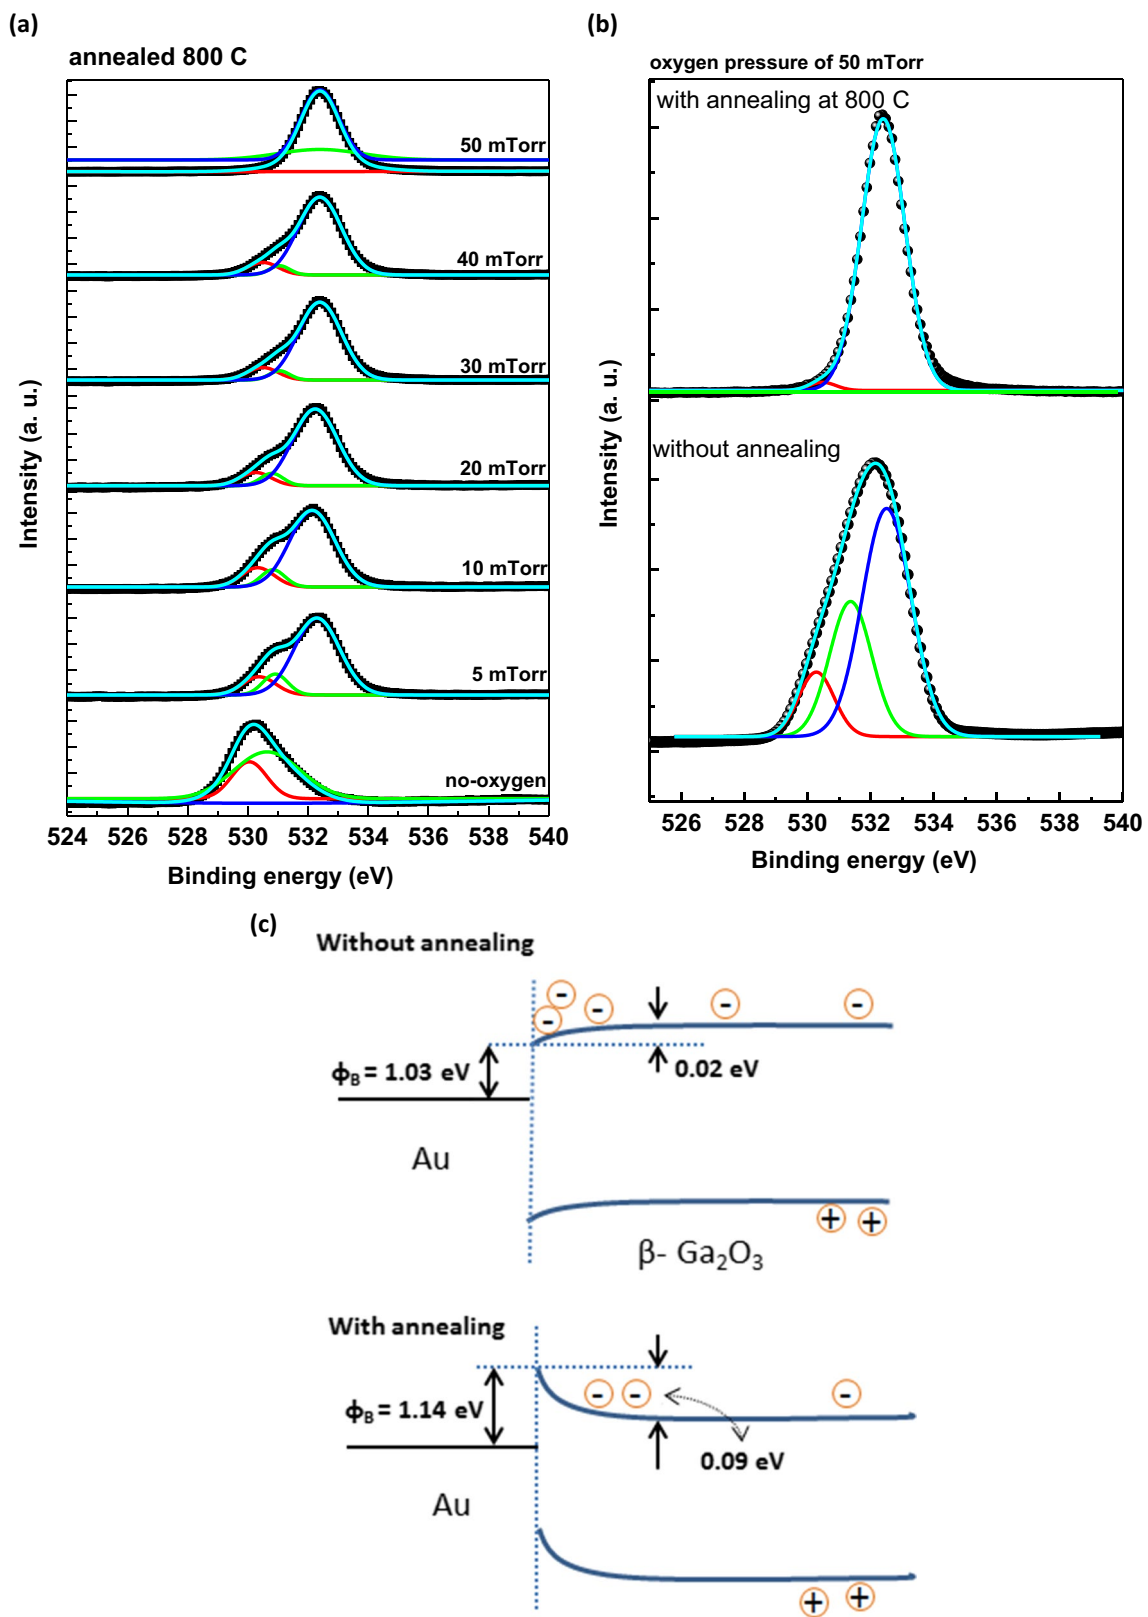 (a)
annealed 800 C
50 mTorr
40 mTorr
30 mTorr
20 mTorr
10 mTorr
5 mTorr
no-oxygen
Intensity (a. u.)
524 526 528 530 532 534 536 538 540
Binding energy (eV)
(b)
oxygen pressure of 50 mTorr
with annealing at 800 C
without annealing
Intensity (a. u.)
526 528 530 532 534 536 538 540
Binding energy (eV)
(c)
Without annealing
- - - - -
ϕB = 1.03 eV
0.02 eV
Au
+ +
β- Ga2O3
With annealing
- - -
ϕB = 1.14 eV
0.09 eV
Au
+ +